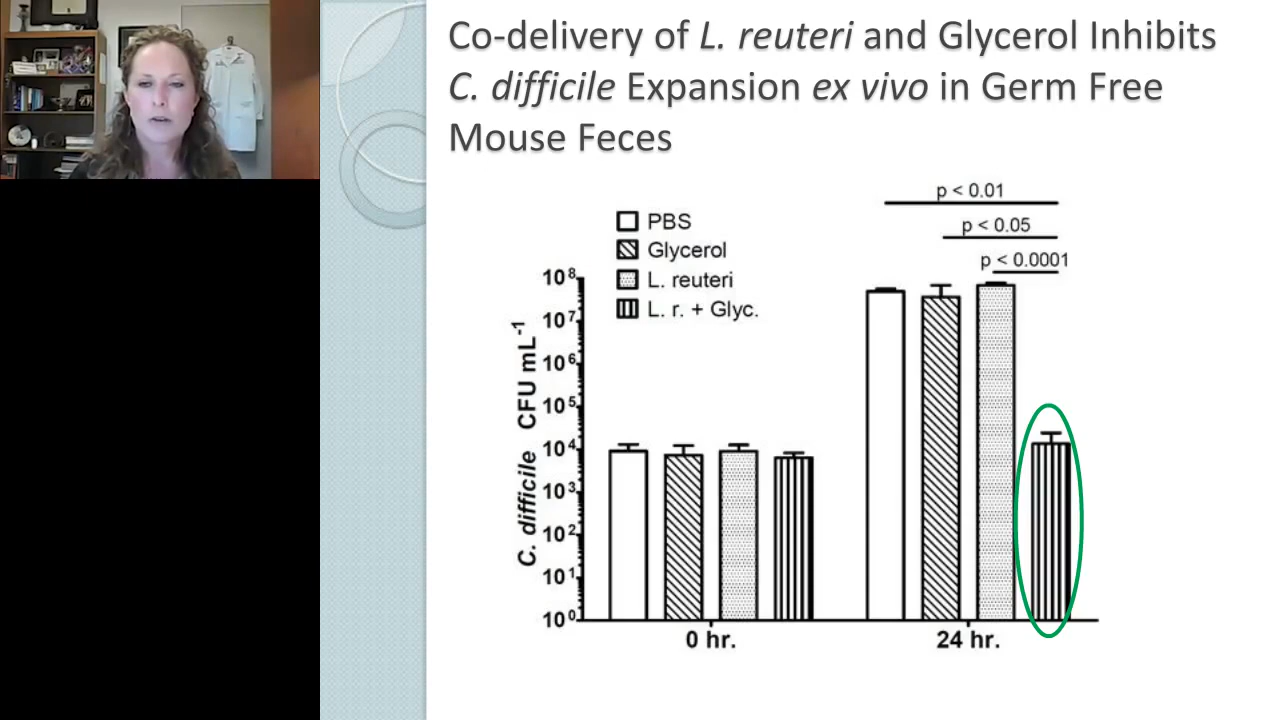 Co-delivery of L. reuteri and Glycerol Inhibits
C. difficile Expansion ex vivo in Germ Free
Mouse Feces
p < 0.01
p < 0.05
p < 0.0001
PBS
Glycerol
L. reuteri
L. r. + Glyc.
C. difficile CFU mL⁻¹
10⁸
10⁷
10⁶
10⁵
10⁴
10³
10²
10¹
10⁰
0 hr.
24 hr.